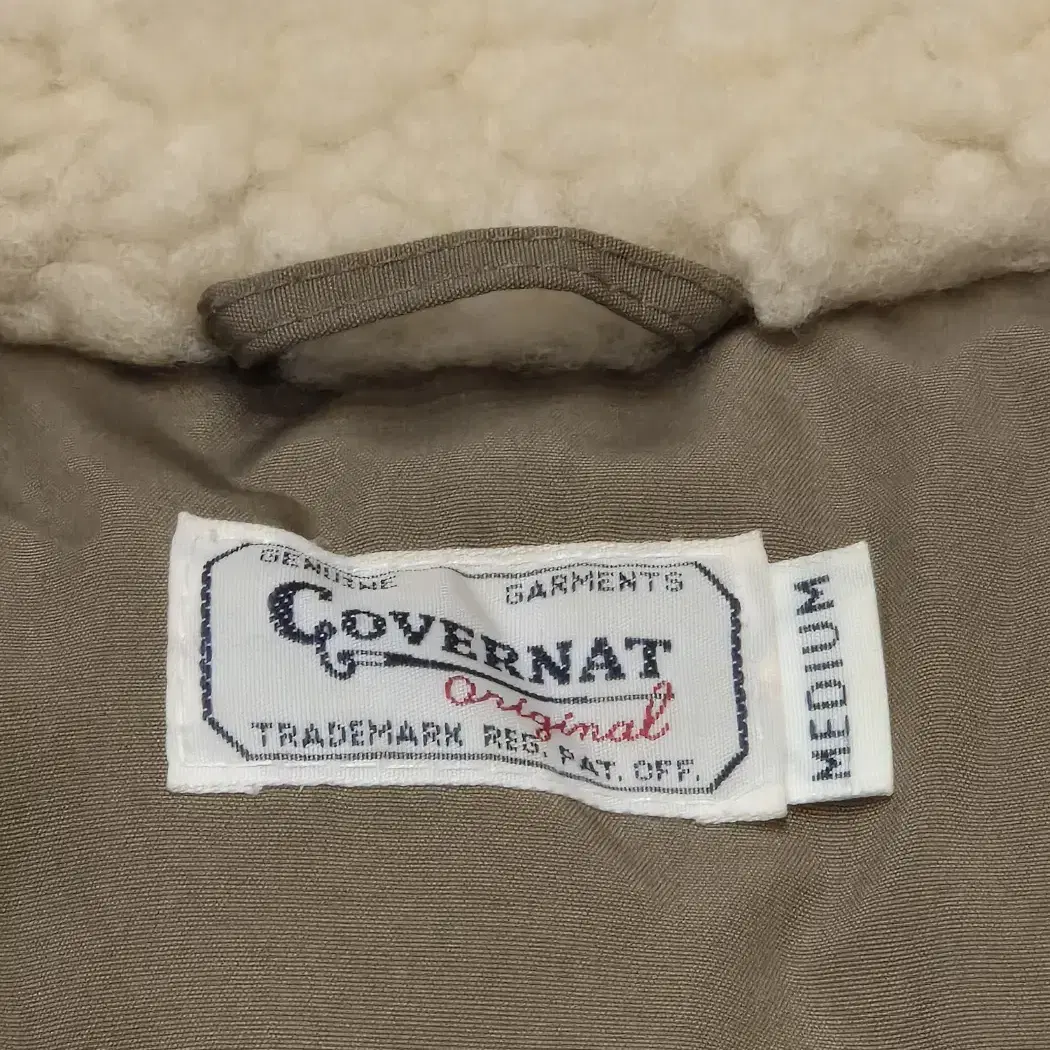 GENUINE GARMENTS
COVERNAT
Original
TRADEMARK REG. PAT. OFF.
MEDIUM